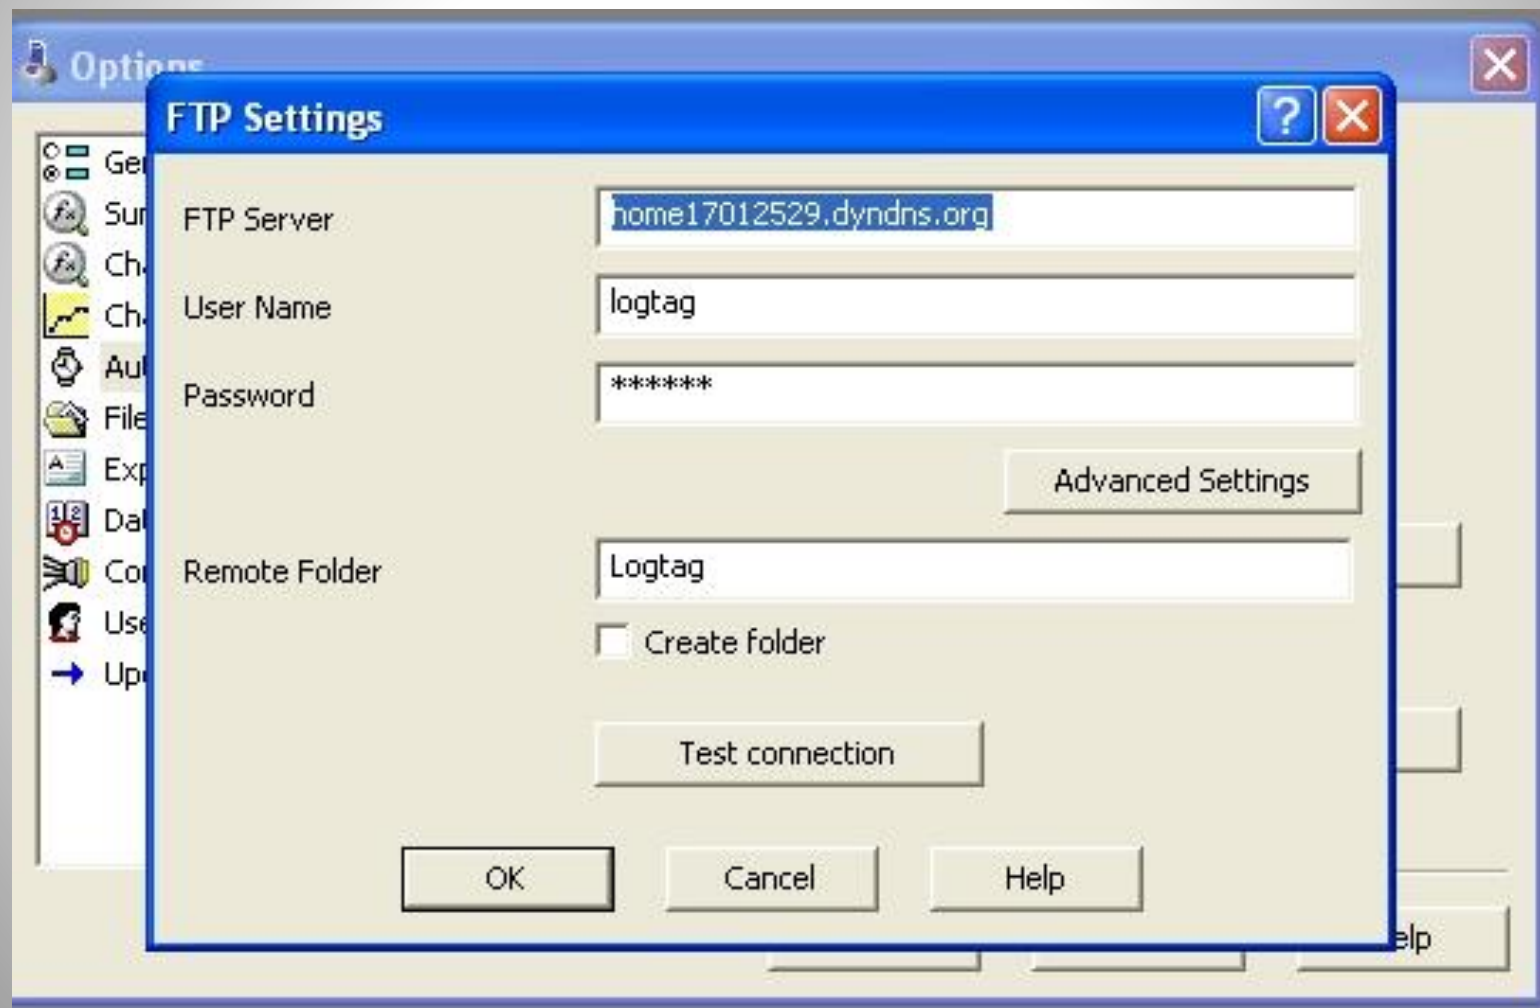 Options
FTP Settings
FTP Server
home17012529.dyndns.org
User Name
logtag
Password
******
Advanced Settings
Remote Folder
Logtag
Create folder
Test connection
OK
Cancel
Help
File